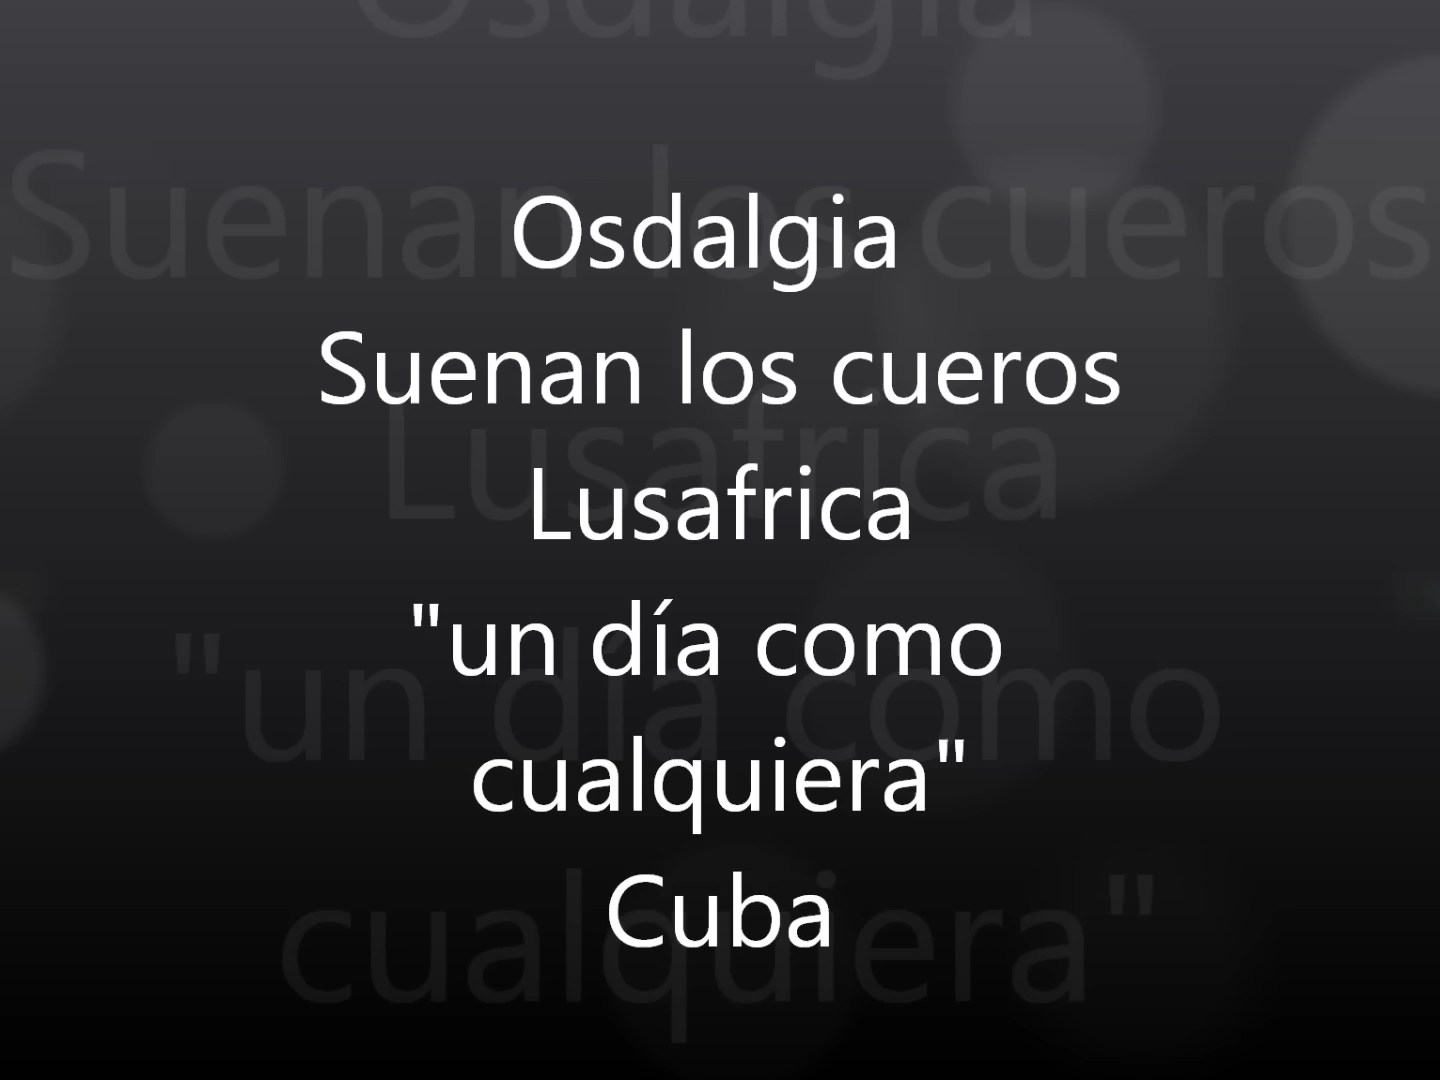 Osdalgia
Suenan los cueros
Lusafrica
"un día como
cualquiera"
Cuba